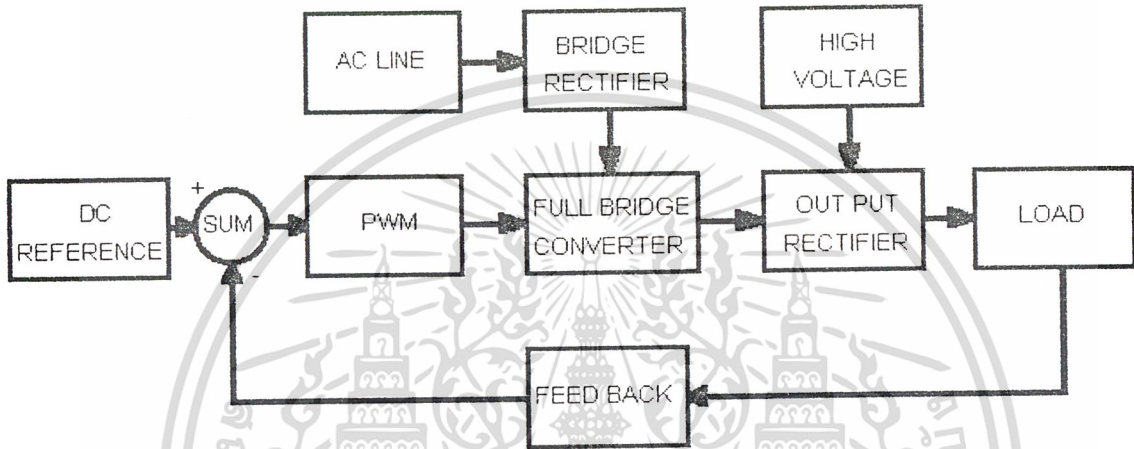 AC LINE
BRIDGE
RECTIFIER
HIGH
VOLTAGE
DC
REFERENCE
+
SUM
-
PWM
FULL BRIDGE
CONVERTER
OUT PUT
RECTIFIER
LOAD
FEED BACK